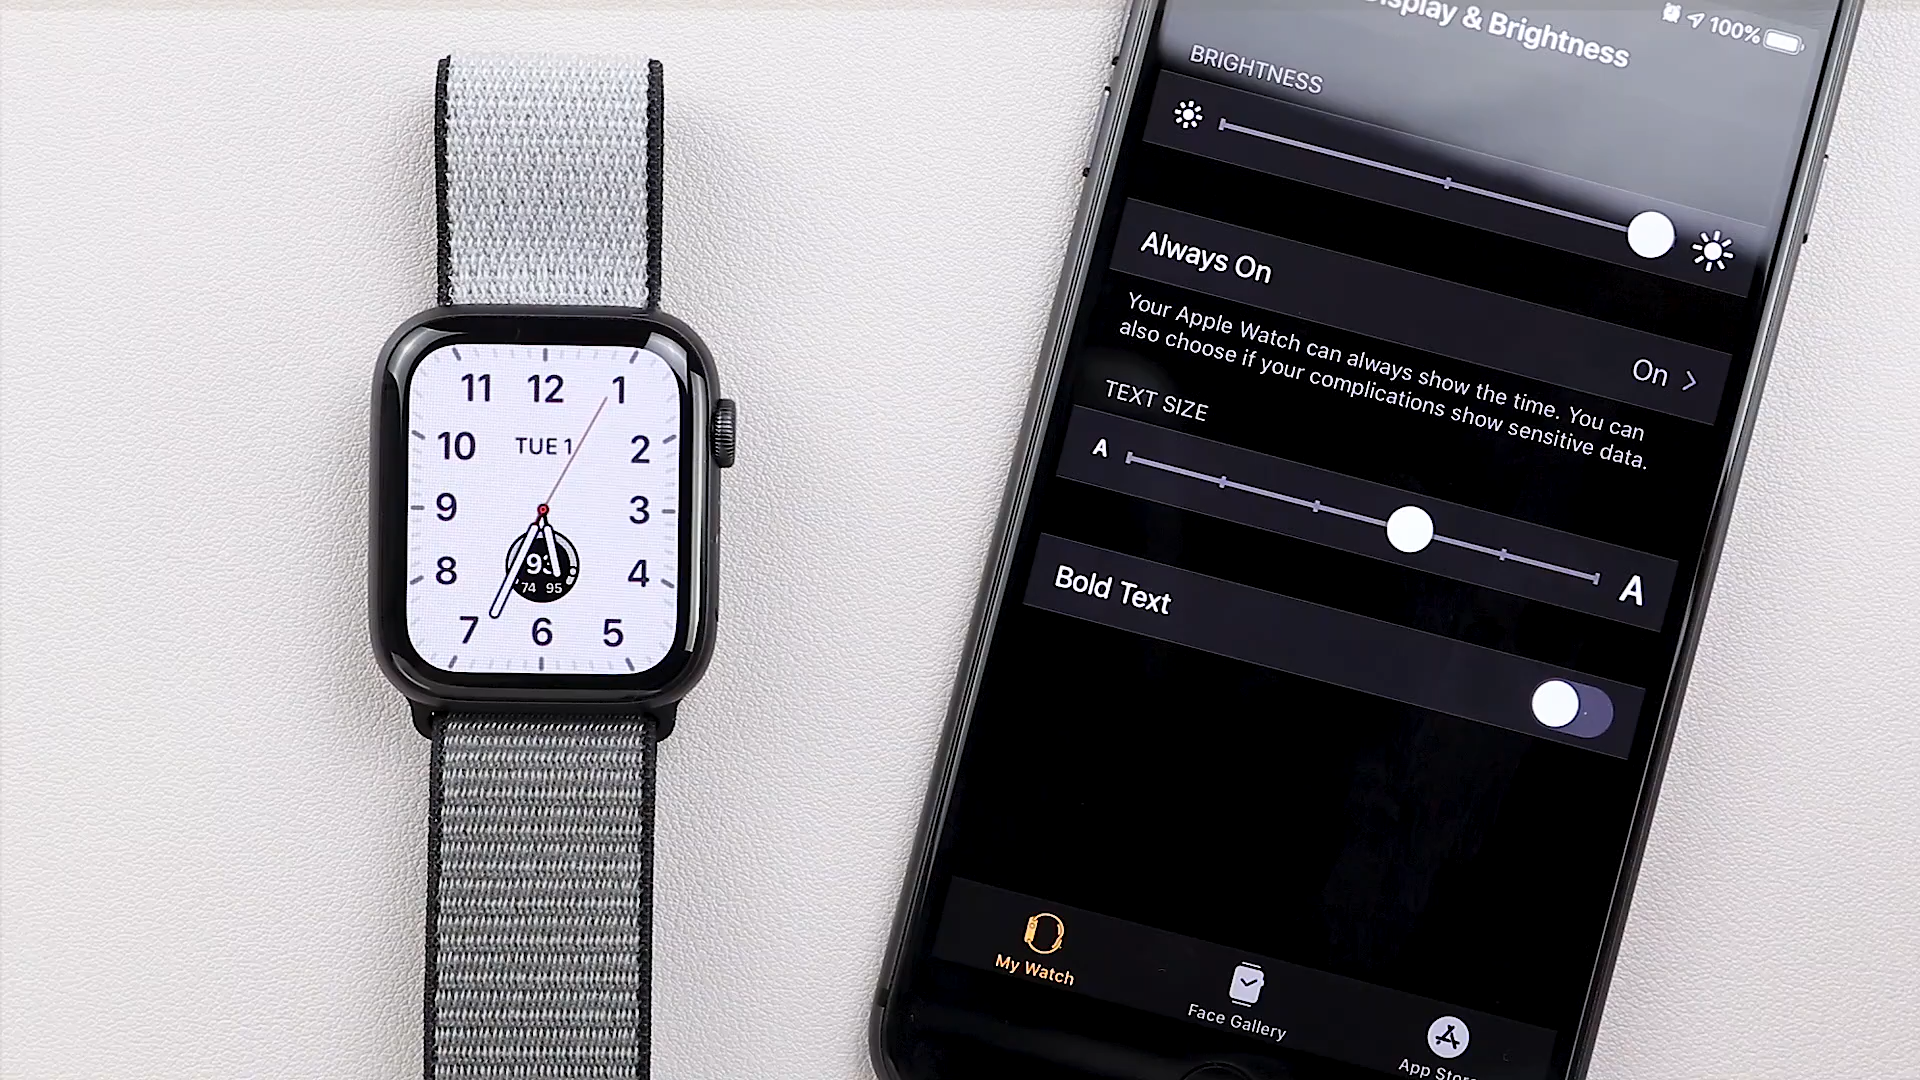 11 12 1
10 TUE 1 2
9 3
8 4
74 95
7 6 5
100%
Display & Brightness
BRIGHTNESS
Always On
On
Your Apple Watch can always show the time. You can
also choose if your complications show sensitive data.
TEXT SIZE
A A
Bold Text
My Watch
Face Gallery
App Store